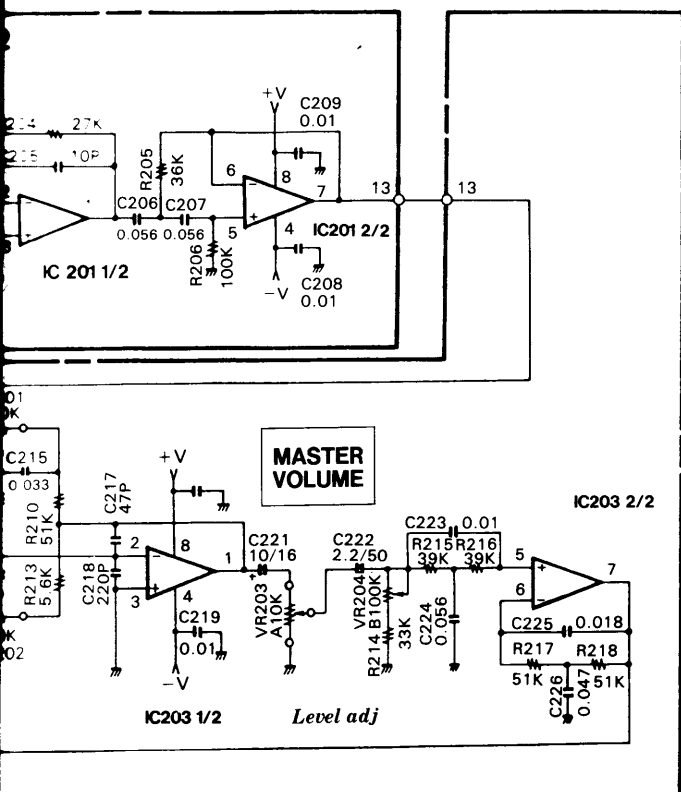 +V
C209
0.01
27K
10P
R205
36K
6
8
7
13
13
C206
C207
0.056
0.056
5
4
IC201 2/2
R206
100K
IC 201 1/2
C208
0.01
−V
C215
0.033
+V
MASTER
VOLUME
C217
47P
IC203 2/2
R210
51K
2
8
1
C221
10/16
C222
2.2/50
C223
0.01
R215
R216
39K
39K
5
7
R213
5.6K
C218
220P
3
4
VR203
A10K
VR204
B100K
R214
33K
C224
0.056
6
C225
0.018
C219
0.01
R217
R218
51K
51K
C226
0.047
−V
IC203 1/2
Level adj